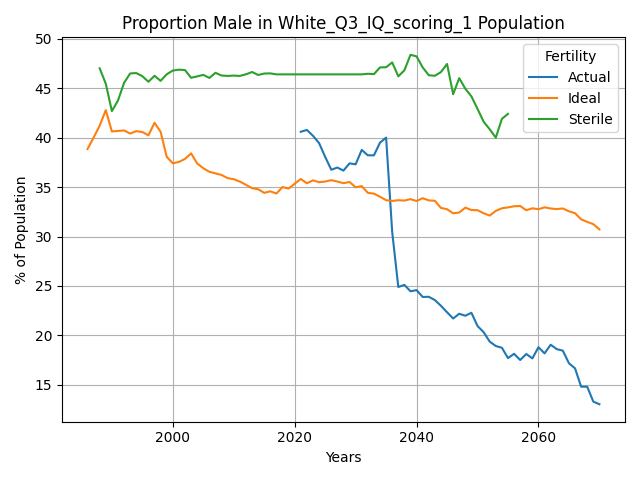 Proportion Male in White_Q3_IQ_scoring_1 Population
50
45
40
35
30
25
20
15
% of Population
Fertility
Actual
Ideal
Sterile
2000
2020
2040
2060
Years